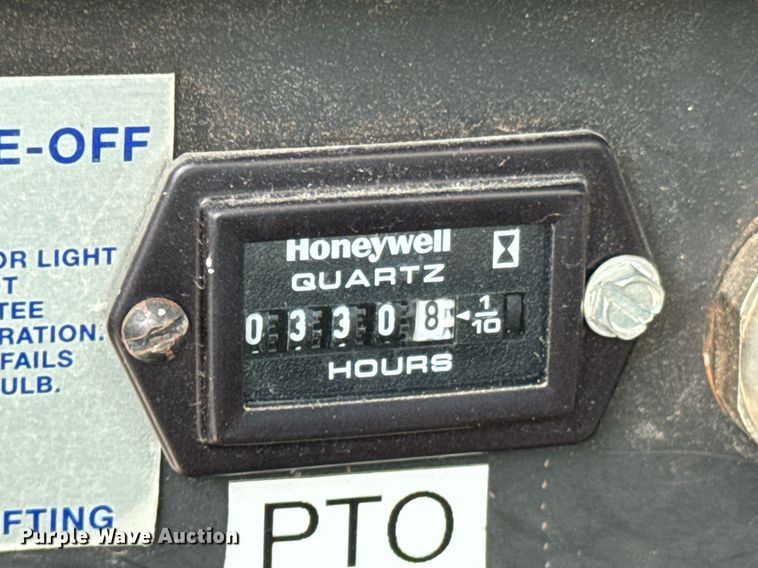 E-OFF
OR LIGHT
T
TEE
RATION.
FAILS
ULB.
FTING
Honeywell
QUARTZ
0 3 3 0 8 ◄ 1/10
HOURS
PTO
Purple Wave Auction